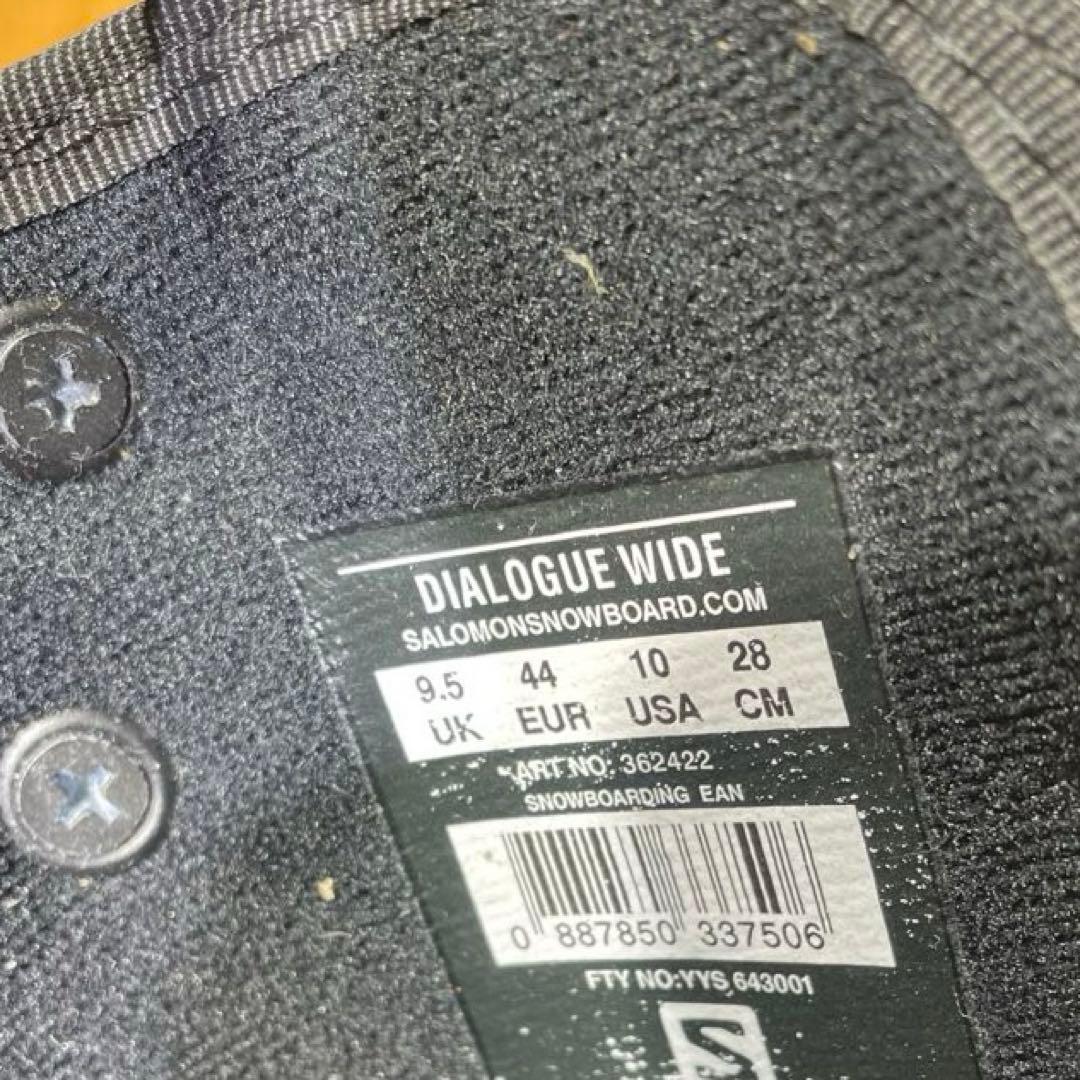 DIALOGUE WIDE
SALOMONSNOWBOARD.COM
9.5 44 10 28
UK EUR USA CM
ART NO: 362422
SNOWBOARDING EAN
0 887850 337506
FTY NO:YYS 643001
S